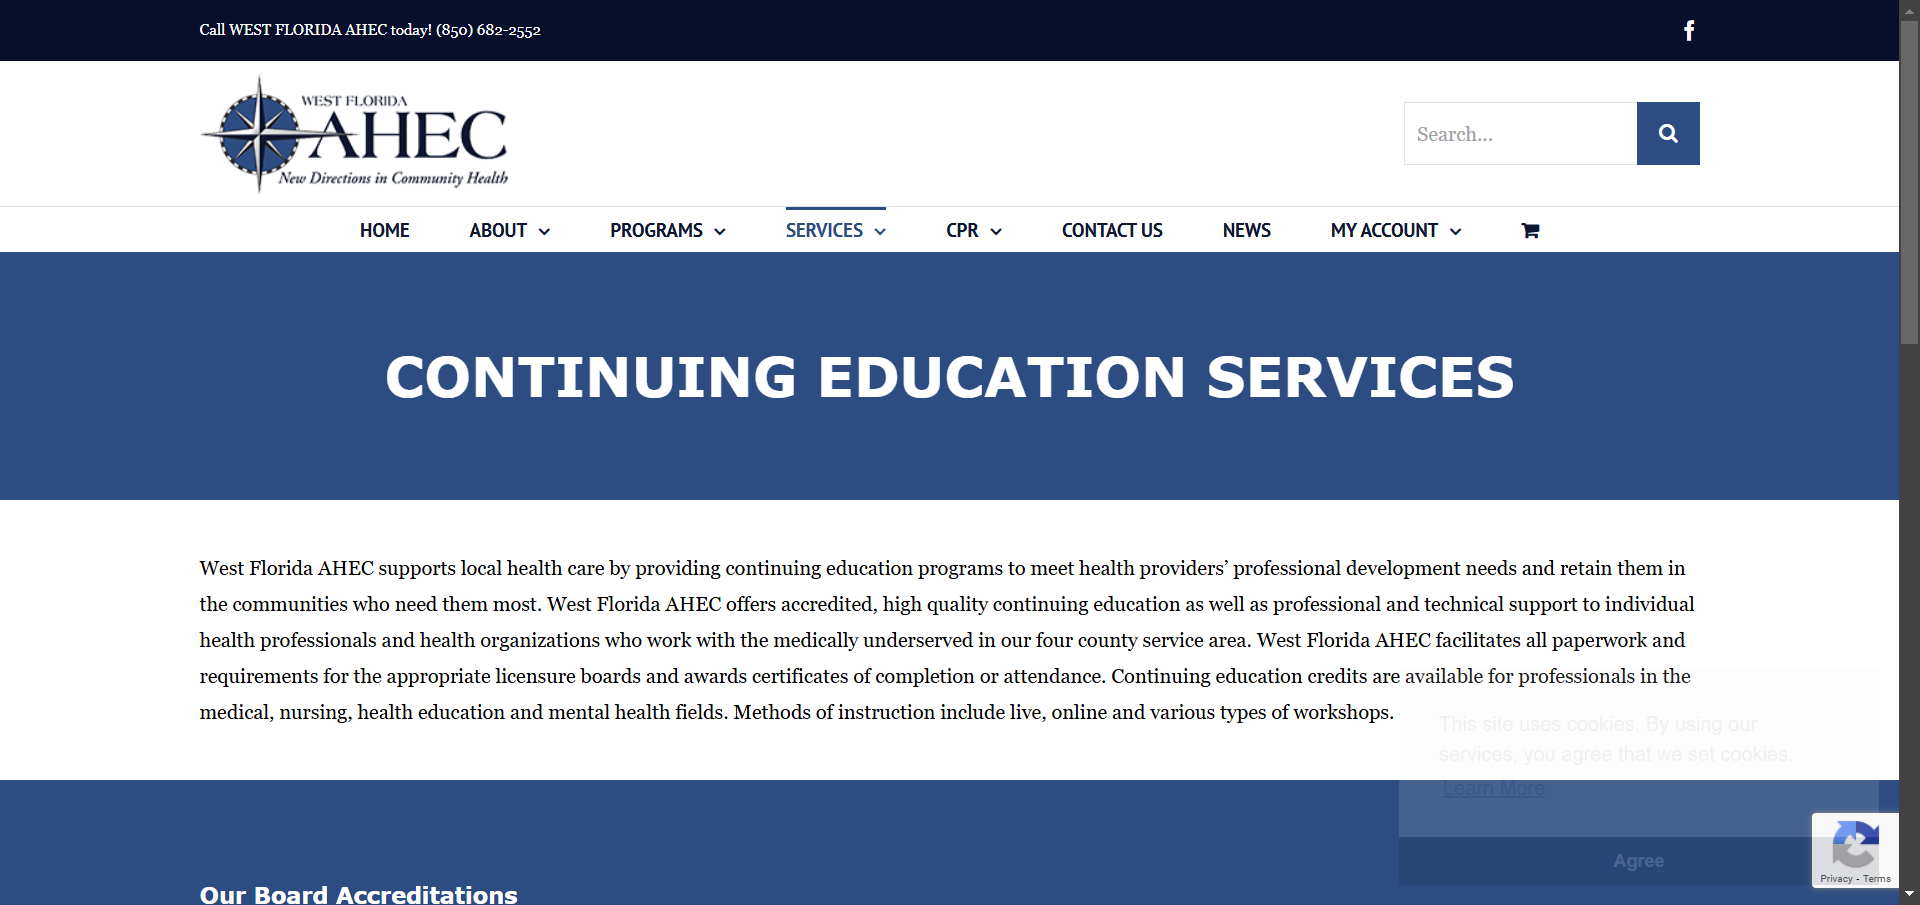 Call WEST FLORIDA AHEC today! (850) 682-2552
WEST FLORIDA
AHEC
New Directions in Community Health
Search...
HOME ABOUT PROGRAMS SERVICES CPR CONTACT US NEWS MY ACCOUNT
CONTINUING EDUCATION SERVICES
West Florida AHEC supports local health care by providing continuing education programs to meet health providers’ professional development needs and retain them in
the communities who need them most. West Florida AHEC offers accredited, high quality continuing education as well as professional and technical support to individual
health professionals and health organizations who work with the medically underserved in our four county service area. West Florida AHEC facilitates all paperwork and
requirements for the appropriate licensure boards and awards certificates of completion or attendance. Continuing education credits are available for professionals in the
medical, nursing, health education and mental health fields. Methods of instruction include live, online and various types of workshops.
This site uses cookies. By using our
services, you agree that we set cookies.
Learn More
Agree
Privacy - Terms
Our Board Accreditations